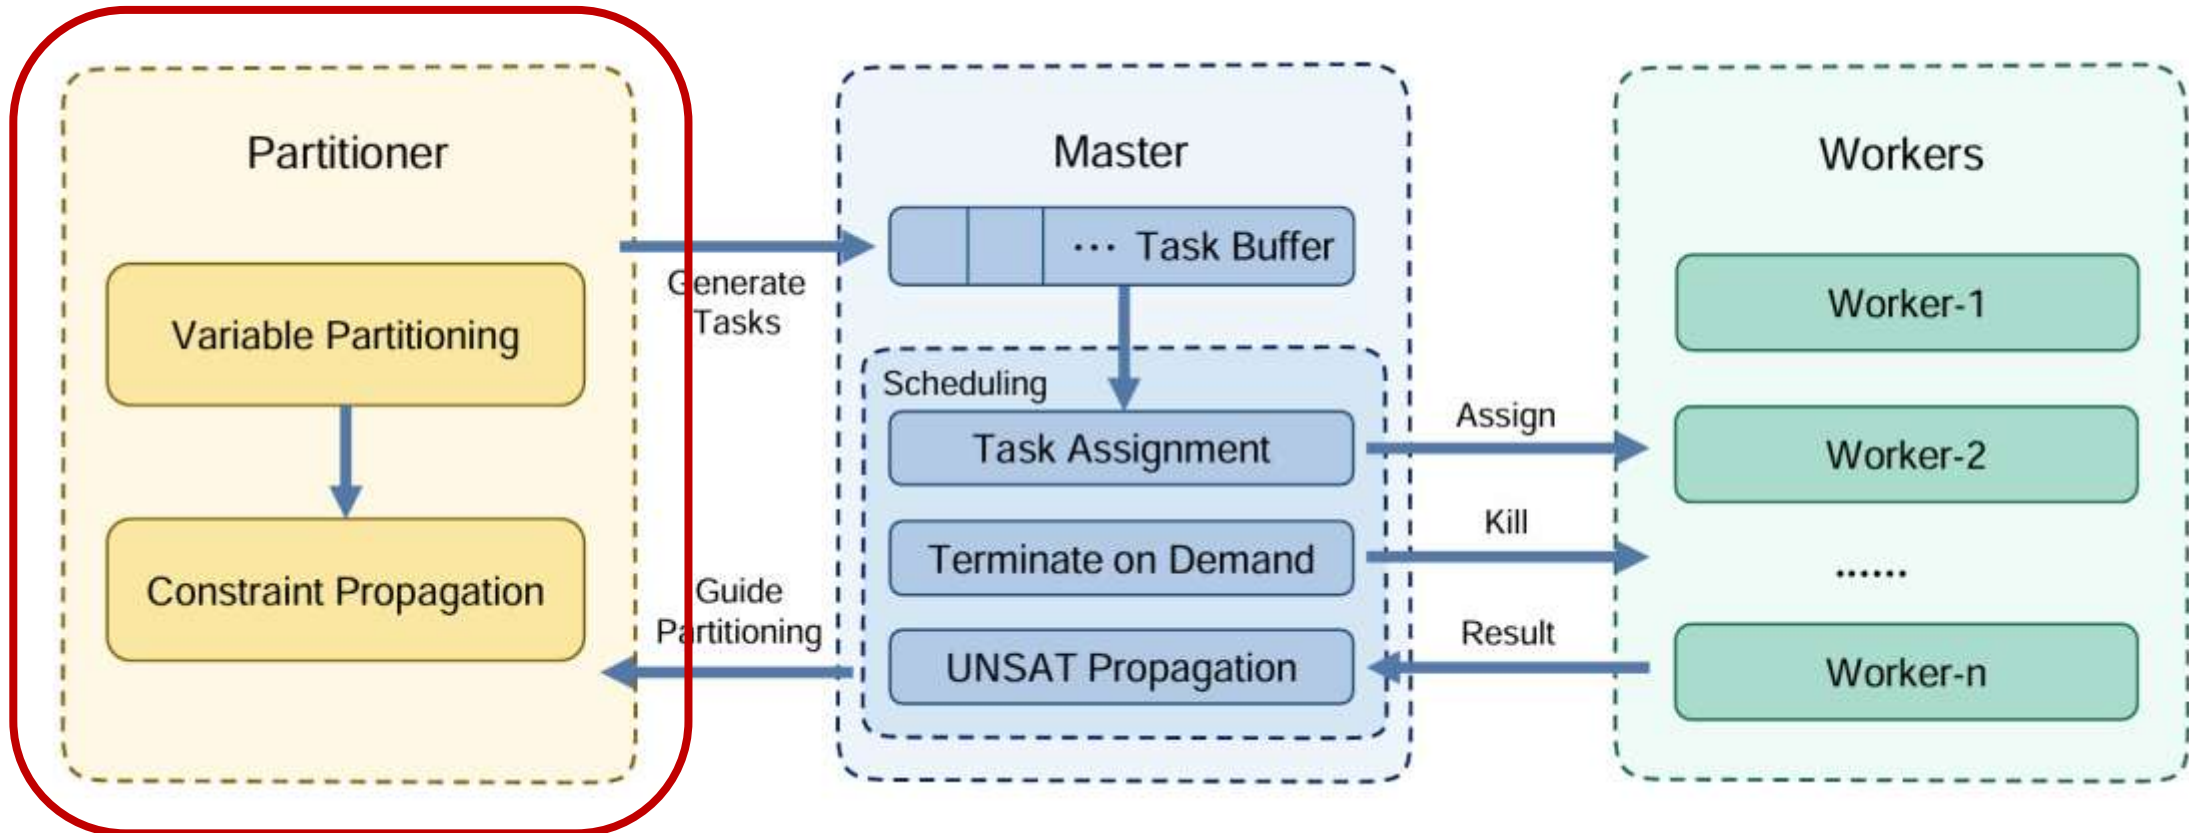 Partitioner
Variable Partitioning
Constraint Propagation
Generate
Tasks
Guide
Partitioning
Master
... Task Buffer
Scheduling
Task Assignment
Terminate on Demand
UNSAT Propagation
Assign
Kill
Result
Workers
Worker-1
Worker-2
......
Worker-n